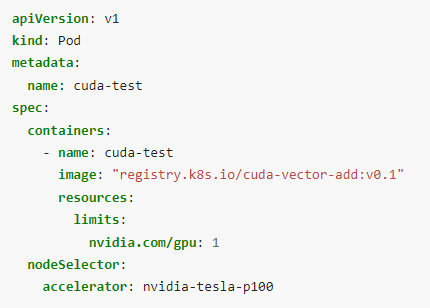 apiVersion: v1
kind: Pod
metadata:
  name: cuda-test
spec:
  containers:
    - name: cuda-test
      image: "registry.k8s.io/cuda-vector-add:v0.1"
      resources:
        limits:
          nvidia.com/gpu: 1
  nodeSelector:
    accelerator: nvidia-tesla-p100